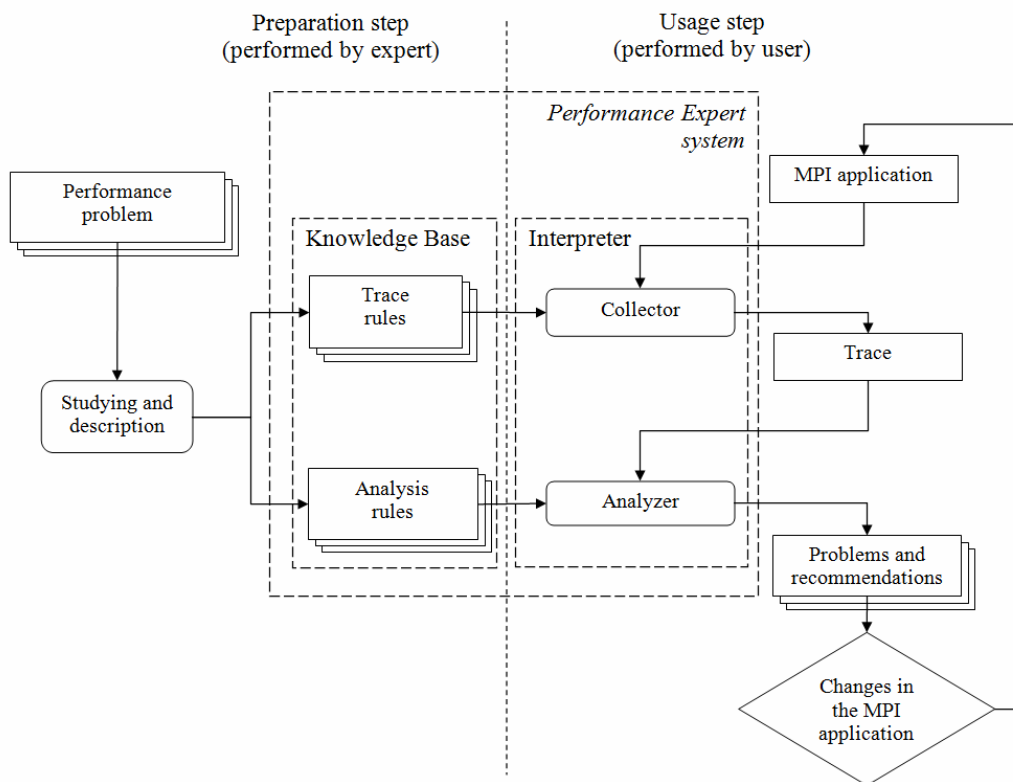 Preparation step
(performed by expert)
Usage step
(performed by user)
Performance Expert
system
MPI application
Performance
problem
Knowledge Base
Interpreter
Trace
rules
Collector
Trace
Studying and
description
Analysis
rules
Analyzer
Problems and
recommendations
Changes in
the MPI
application